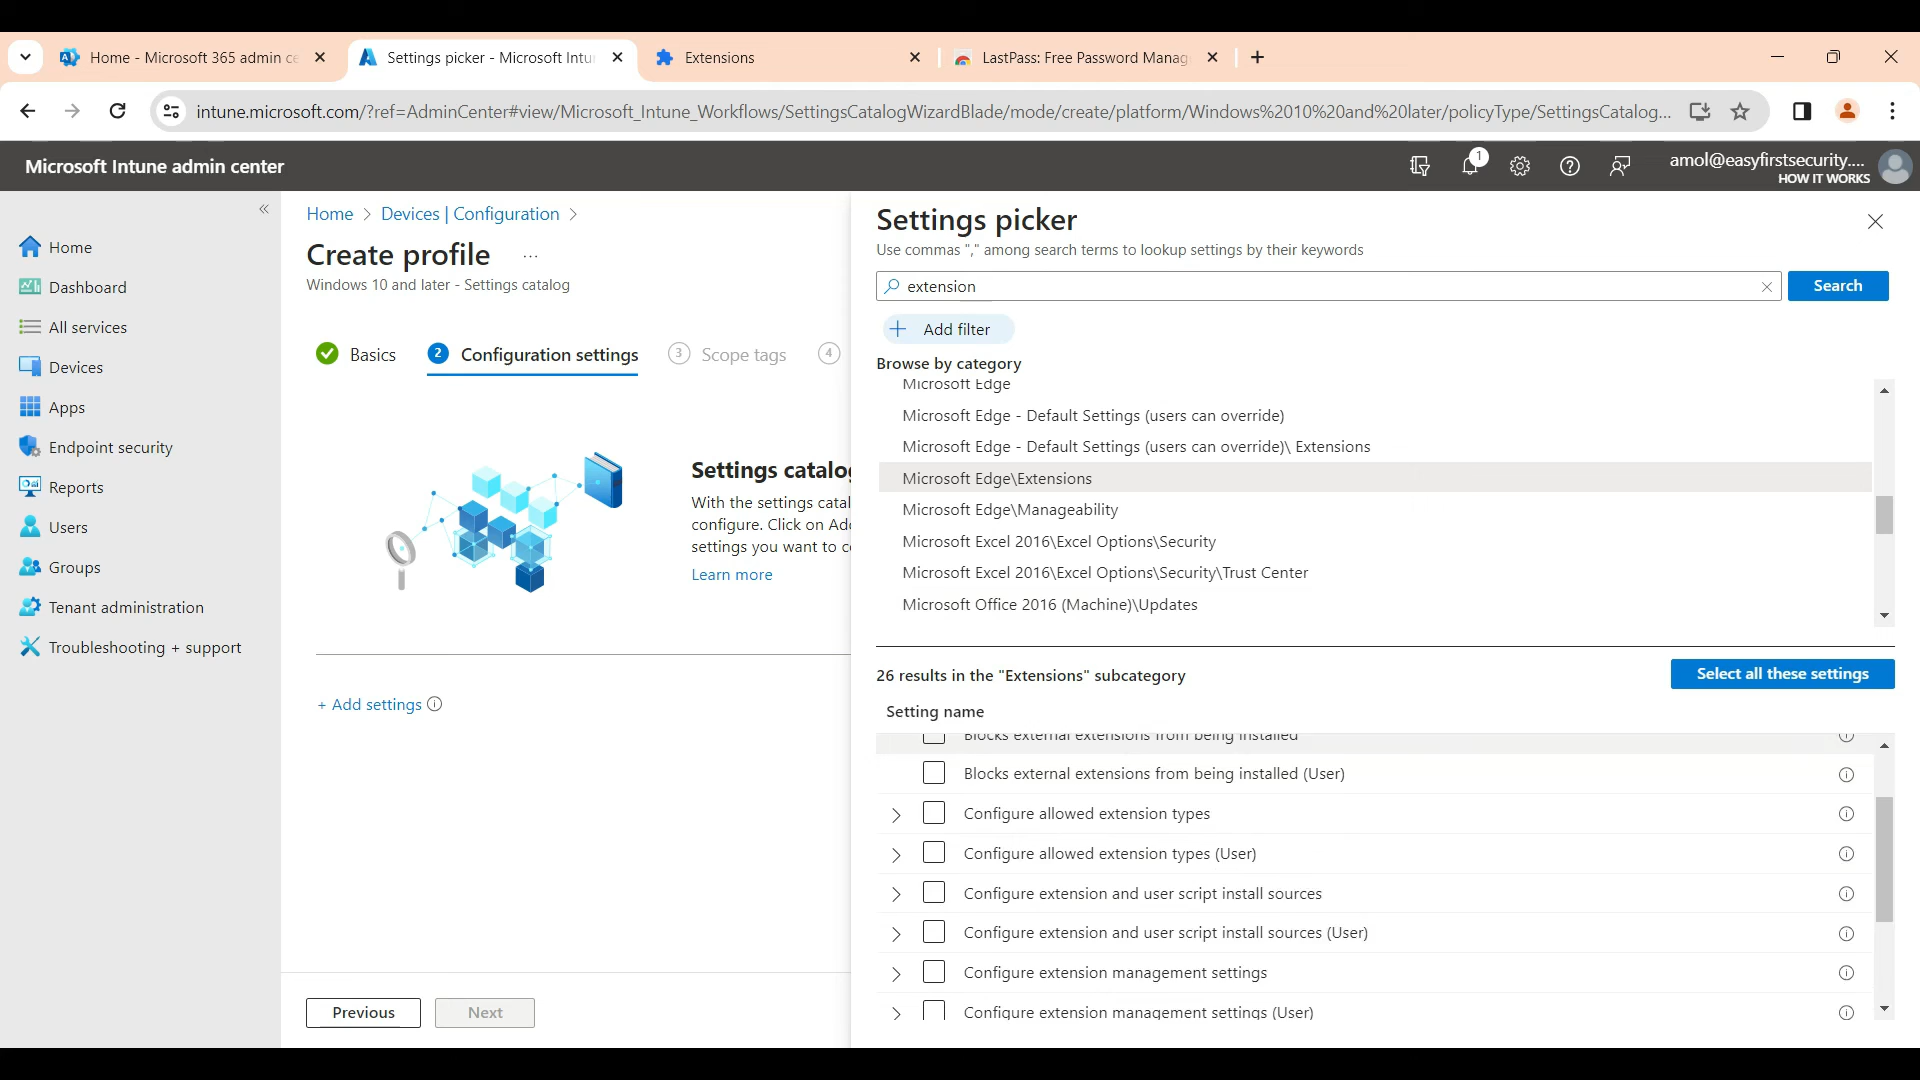 Home - Microsoft 365 admin ce
Settings picker - Microsoft Intun
Extensions
LastPass: Free Password Manag
intune.microsoft.com/?ref=AdminCenter#view/Microsoft_Intune_Workflows/SettingsCatalogWizardBlade/mode/create/platform/Windows%2010%20and%20later/policyType/SettingsCatalog...
Microsoft Intune admin center
1
amol@easyfirstsecurity....
HOW IT WORKS
Home
Dashboard
All services
Devices
Apps
Endpoint security
Reports
Users
Groups
Tenant administration
Troubleshooting + support
Home > Devices | Configuration >
Create profile ...
Windows 10 and later - Settings catalog
Basics
2 Configuration settings
3 Scope tags
4
Settings catalog
With the settings catal
configure. Click on Ad
settings you want to c
Learn more
+ Add settings
Previous
Next
Settings picker
Use commas "," among search terms to lookup settings by their keywords
extension
Search
Add filter
Browse by category
Microsoft Edge
Microsoft Edge - Default Settings (users can override)
Microsoft Edge - Default Settings (users can override)\ Extensions
Microsoft Edge\Extensions
Microsoft Edge\Manageability
Microsoft Excel 2016\Excel Options\Security
Microsoft Excel 2016\Excel Options\Security\Trust Center
Microsoft Office 2016 (Machine)\Updates
26 results in the "Extensions" subcategory
Select all these settings
Setting name
Blocks external extensions from being installed
Blocks external extensions from being installed (User)
Configure allowed extension types
Configure allowed extension types (User)
Configure extension and user script install sources
Configure extension and user script install sources (User)
Configure extension management settings
Configure extension management settings (User)